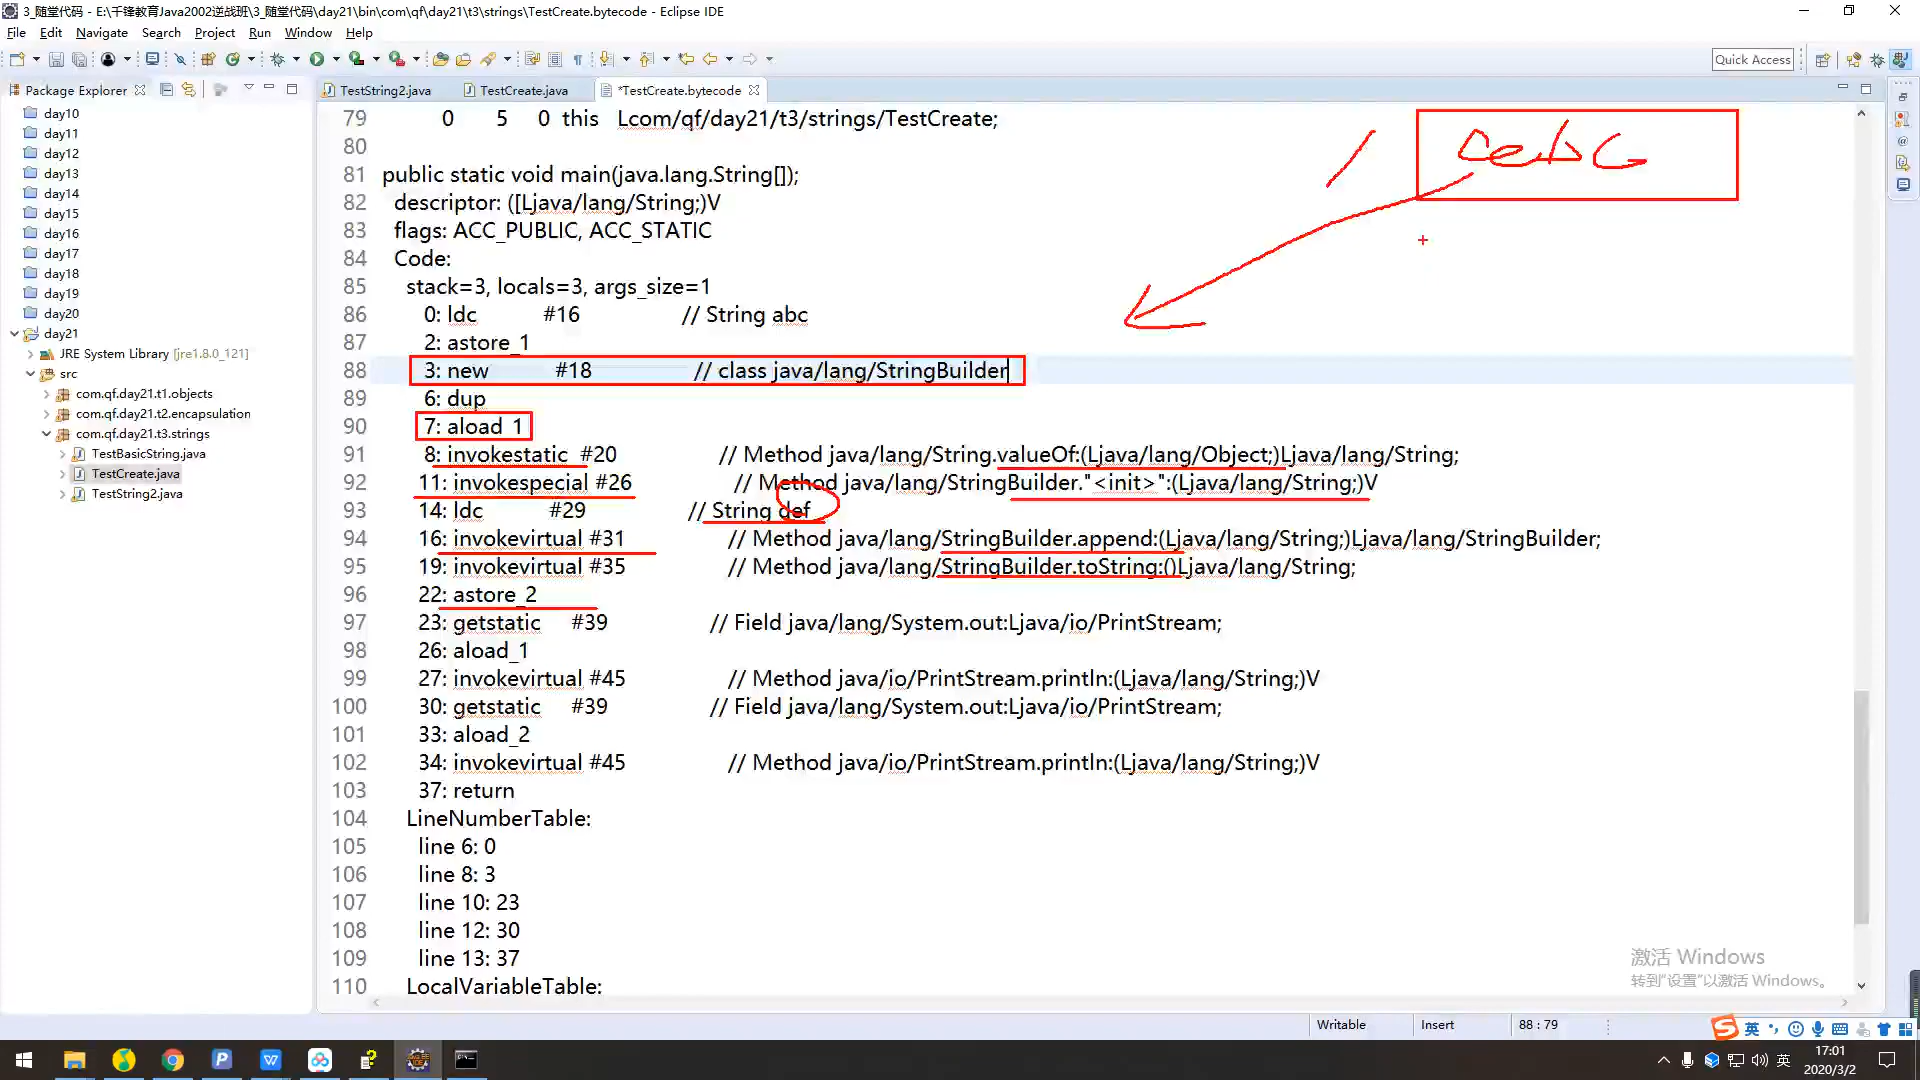 3_随堂代码 - E:\千锋教育Java2002逆战班\3_随堂代码\day21\bin\com\qf\day21\t3\strings\TestCreate.bytecode - Eclipse IDE
File Edit Navigate Search Project Run Window Help
Quick Access
Package Explorer
day10
day11
day12
day13
day14
day15
day16
day17
day18
day19
day20
day21
JRE System Library [jre1.8.0_121]
src
com.qf.day21.t1.objects
com.qf.day21.t2.encapsulation
com.qf.day21.t3.strings
TestBasicString.java
TestCreate.java
TestString2.java
TestString2.java TestCreate.java *TestCreate.bytecode
79 0 5 0 this Lcom/qf/day21/t3/strings/TestCreate;
80
81 public static void main(java.lang.String[]);
82 descriptor: ([Ljava/lang/String;)V
83 flags: ACC_PUBLIC, ACC_STATIC
84 Code:
85 stack=3, locals=3, args_size=1
86 0: ldc #16 // String abc
87 2: astore_1
88 3: new #18 // class java/lang/StringBuilder
89 6: dup
90 7: aload_1
91 8: invokestatic #20 // Method java/lang/String.valueOf:(Ljava/lang/Object;)Ljava/lang/String;
92 11: invokespecial #26 // Method java/lang/StringBuilder."<init>":(Ljava/lang/String;)V
93 14: ldc #29 // String def
94 16: invokevirtual #31 // Method java/lang/StringBuilder.append:(Ljava/lang/String;)Ljava/lang/StringBuilder;
95 19: invokevirtual #35 // Method java/lang/StringBuilder.toString:()Ljava/lang/String;
96 22: astore_2
97 23: getstatic #39 // Field java/lang/System.out:Ljava/io/PrintStream;
98 26: aload_1
99 27: invokevirtual #45 // Method java/io/PrintStream.println:(Ljava/lang/String;)V
100 30: getstatic #39 // Field java/lang/System.out:Ljava/io/PrintStream;
101 33: aload_2
102 34: invokevirtual #45 // Method java/io/PrintStream.println:(Ljava/lang/String;)V
103 37: return
104 LineNumberTable:
105 line 6: 0
106 line 8: 3
107 line 10: 23
108 line 12: 30
109 line 13: 37
110 LocalVariableTable:
激活 Windows
转到“设置”以激活 Windows。
Writable Insert 88 : 79
英
英
17:01
2020/3/2